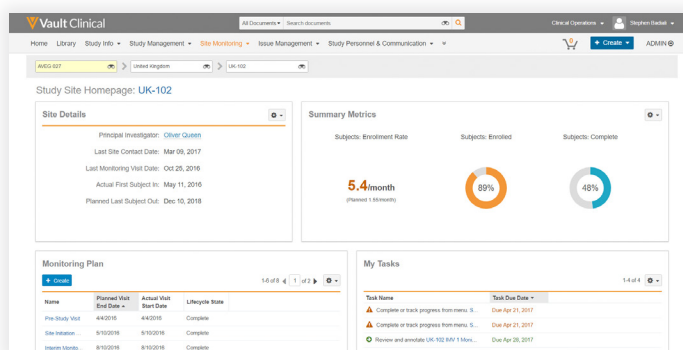 Vault Clinical
All Documents Search documents
Clinical Operations Stephen Badali
Home Library Study Info Study Management Site Monitoring Issue Management Study Personnel & Communication
0 + Create ADMIN
AVEG-027 United Kingdom UK-102
Study Site Homepage: UK-102
Site Details
Principal Investigator: Oliver Queen
Last Site Contact Date: Mar 09, 2017
Last Monitoring Visit Date: Oct 25, 2016
Actual First Subject In: May 11, 2016
Planned Last Subject Out: Dec 10, 2018
Summary Metrics
Subjects: Enrollment Rate Subjects: Enrolled Subjects: Complete
5.4/month 89% 48%
(Planned 1.55/month)
Monitoring Plan
+ Create 1-6 of 8 1 of 2
Name Planned Visit End Date Actual Visit Start Date Lifecycle State
Pre-Study Visit 4/4/2016 4/4/2016 Complete
Site Initiation ... 5/10/2016 5/10/2016 Complete
Interim Monito... 8/10/2016 8/10/2016 Complete
My Tasks
1-4 of 4
Task Name Task Due Date
Complete or track progress from menu. S... Due Apr 21, 2017
Complete or track progress from menu. S... Due Apr 21, 2017
Review and annotate UK-102 IMV 1 Moni... Due Apr 28, 2017